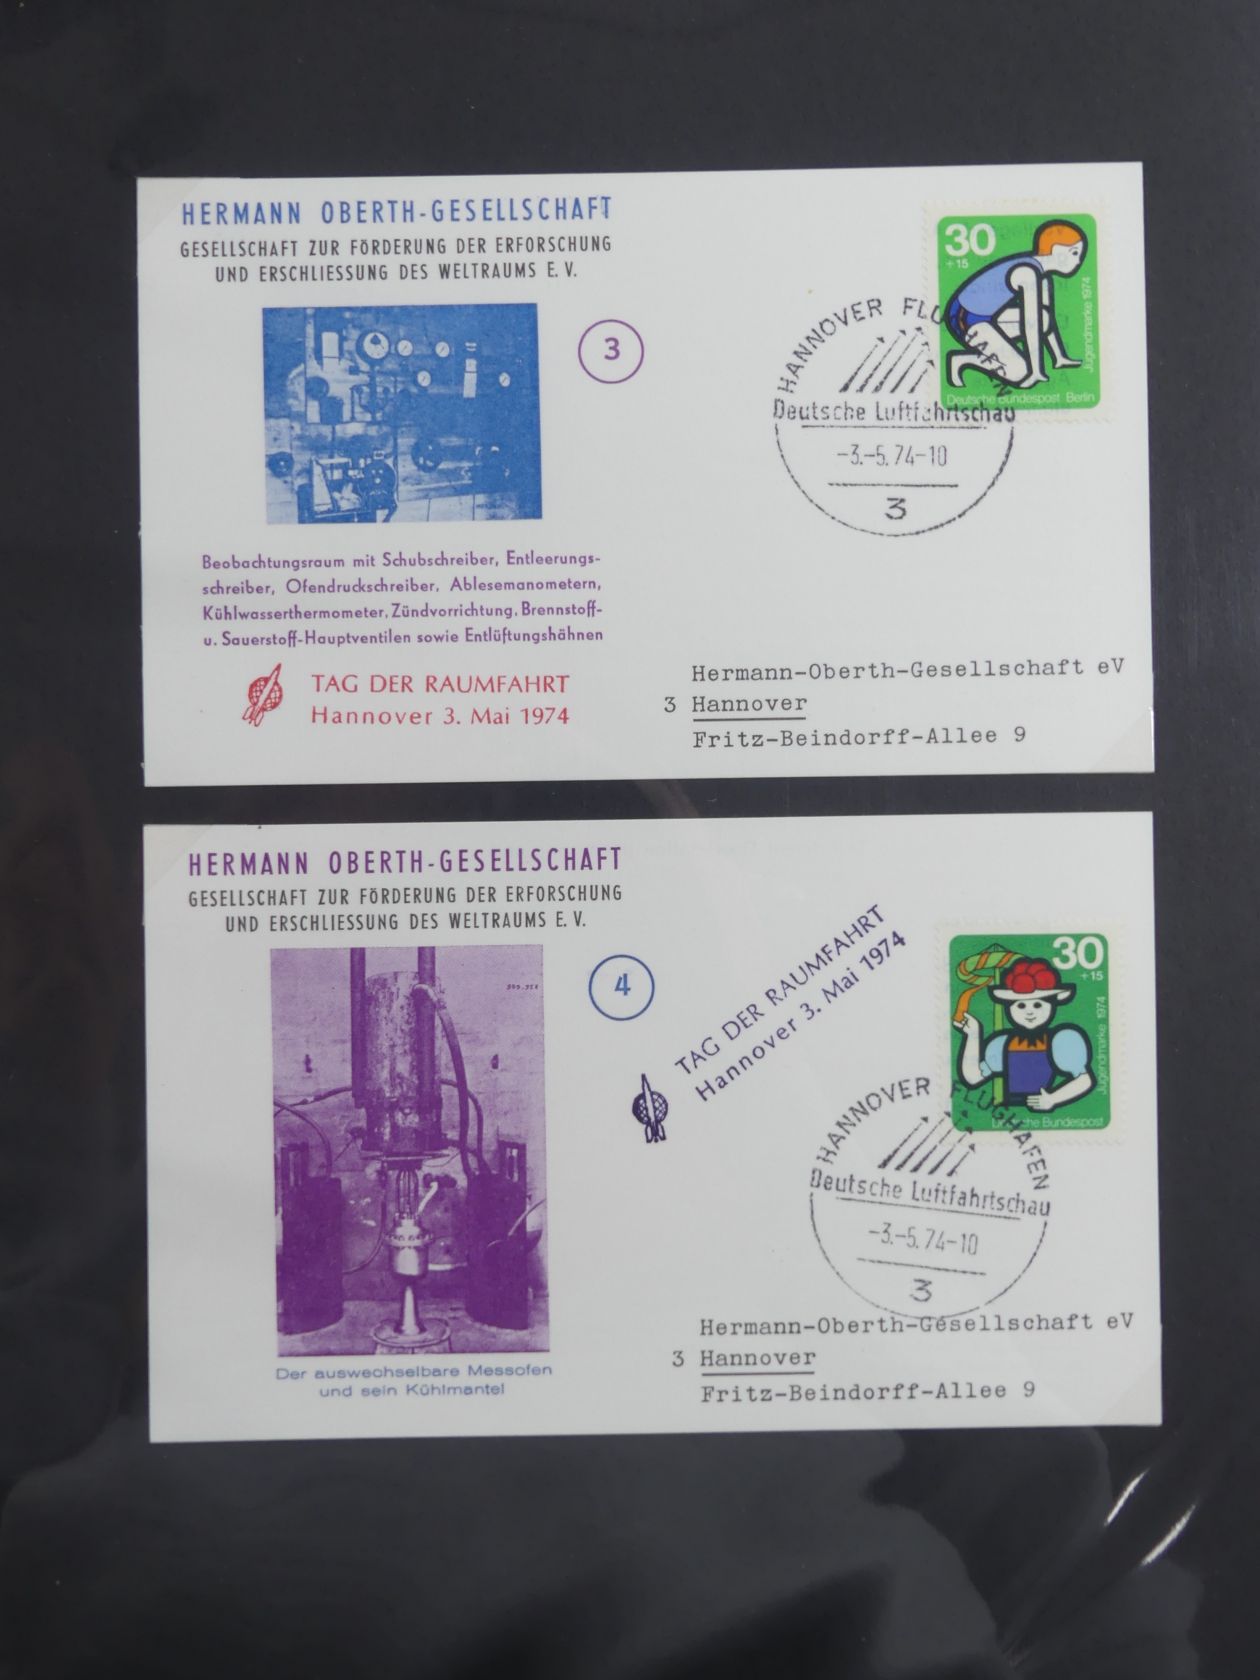 HERMANN OBERTH-GESELLSCHAFT
GESELLSCHAFT ZUR FÖRDERUNG DER ERFORSCHUNG
UND ERSCHLIESSUNG DES WELTRAUMS E. V.
3
Beobachtungsraum mit Schubschreiber, Entleerungs-
schreiber, Ofendruckschreiber, Ablesemanometern,
Kühlwasserthermometer, Zündvorrichtung, Brennstoff-
u. Sauerstoff-Hauptventilen sowie Entlüftungshähnen
TAG DER RAUMFAHRT
Hannover 3. Mai 1974
30
+15
Jugendmarke 1974
Deutsche Bundespost Berlin
HANNOVER FLUGHAFEN
Deutsche Luftfahrtschau
-3.-5.74-10
3
Hermann-Oberth-Gesellschaft eV
3 Hannover
Fritz-Beindorff-Allee 9
HERMANN OBERTH-GESELLSCHAFT
GESELLSCHAFT ZUR FÖRDERUNG DER ERFORSCHUNG
UND ERSCHLIESSUNG DES WELTRAUMS E. V.
4
Der auswechselbare Messofen
und sein Kühlmantel
TAG DER RAUMFAHRT
Hannover 3. Mai 1974
30
+15
Jugendmarke 1974
Deutsche Bundespost
HANNOVER FLUGHAFEN
Deutsche Luftfahrtschau
-3.-5.74-10
3
Hermann-Oberth-Gesellschaft eV
3 Hannover
Fritz-Beindorff-Allee 9